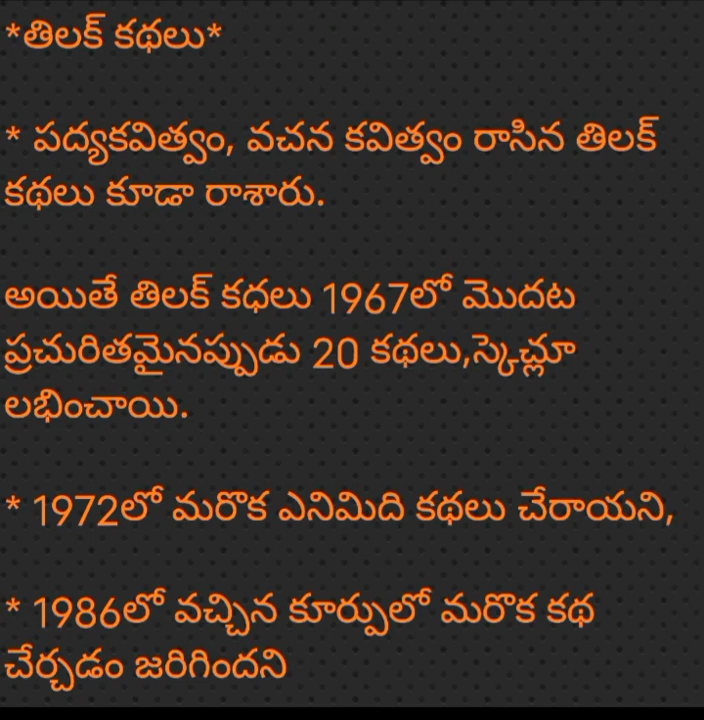 *తిలక్ కథలు*
* పద్యకవిత్వం, వచన కవిత్వం రాసిన తిలక్
కథలు కూడా రాశారు.
అయితే తిలక్ కధలు 1967లో మొదట
ప్రచురితమైనప్పుడు 20 కథలు,స్కెచ్లూ
లభించాయి.
* 1972లో మరొక ఎనిమిది కథలు చేరాయని,
* 1986లో వచ్చిన కూర్పులో మరొక కథ
చేర్చడం జరిగిందని